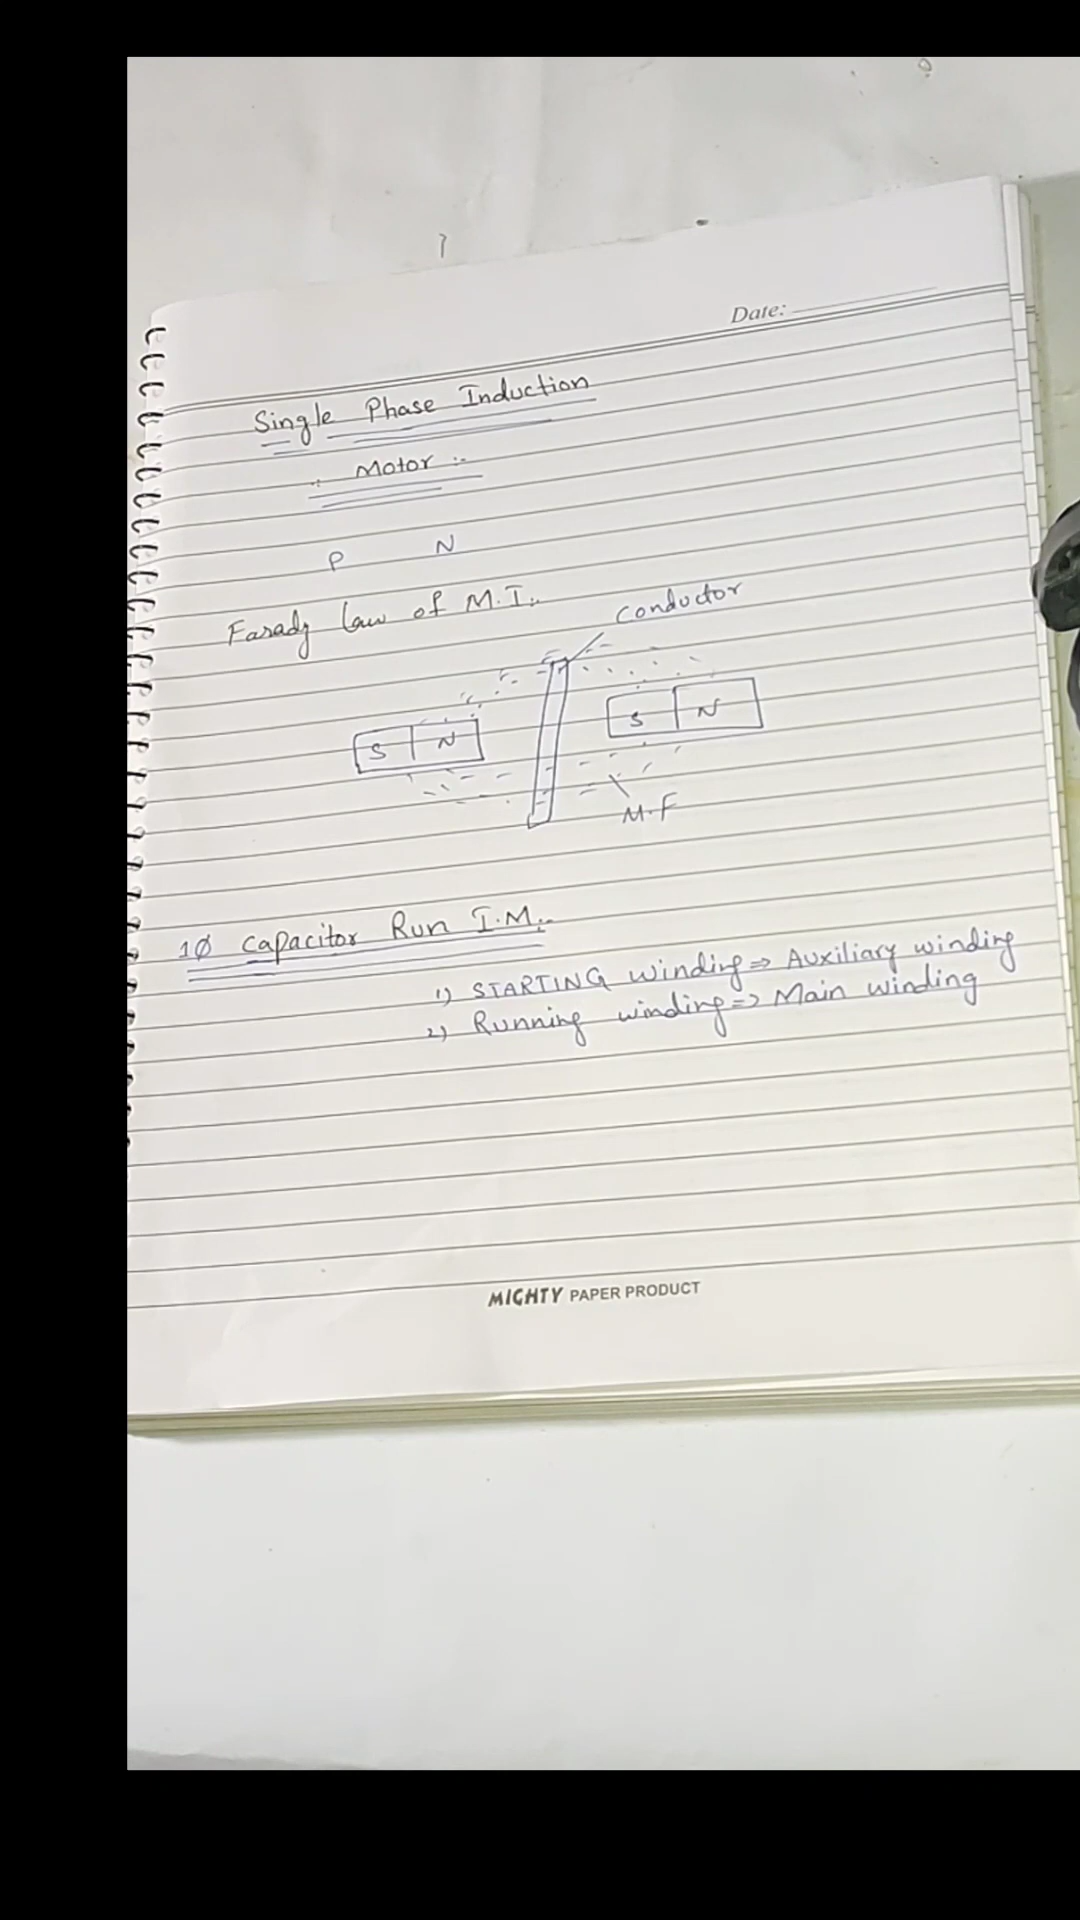 Date:
Single Phase Induction
:- Motor :-
P N
Farady Law of M.I:-
Conductor
S N S N
M.F
1Ø Capacitor Run I.M:-
1) STARTING winding => Auxiliary winding
2) Running winding => Main winding
MIGHTY PAPER PRODUCT